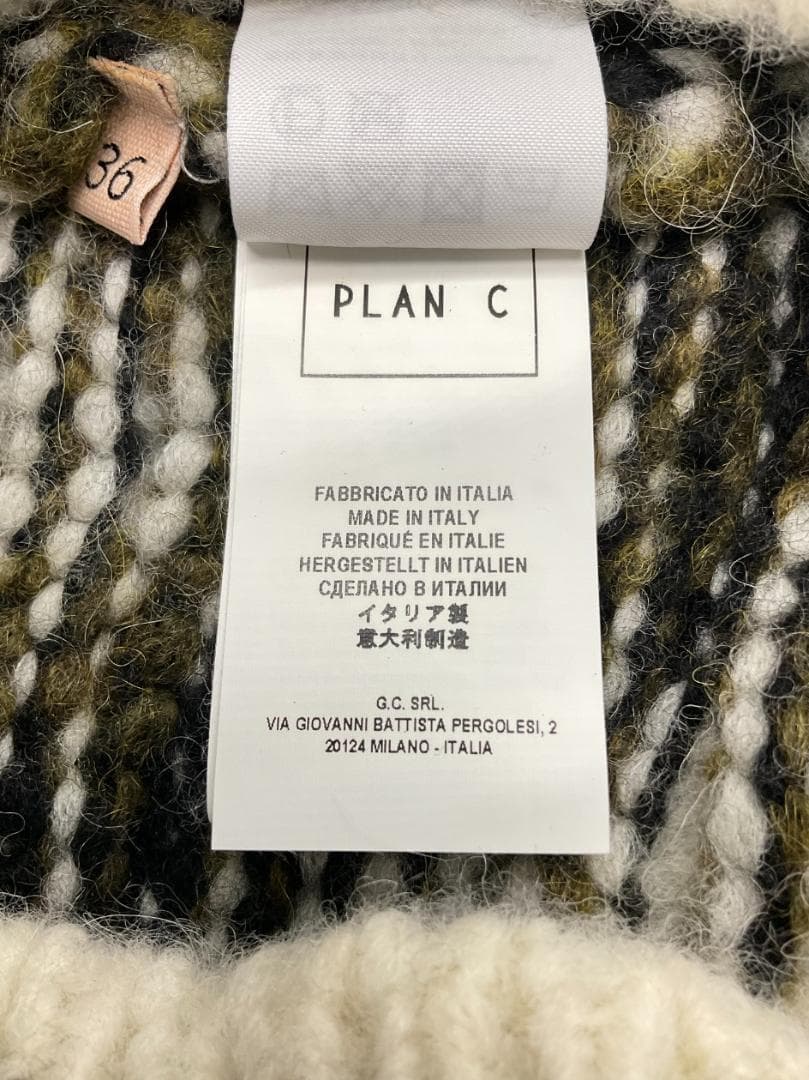 36
PLAN C
FABBRICATO IN ITALIA
MADE IN ITALY
FABRIQUÉ EN ITALIE
HERGESTELLT IN ITALIEN
СДЕЛАНО В ИТАЛИИ
イタリア製
意大利制造
G.C. SRL.
VIA GIOVANNI BATTISTA PERGOLESI, 2
20124 MILANO - ITALIA